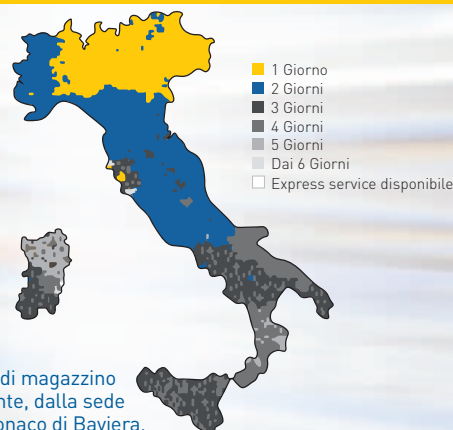 1 Giorno
2 Giorni
3 Giorni
4 Giorni
5 Giorni
Dai 6 Giorni
Express service disponibile
di magazzino
nte, dalla sede
onaco di Baviera.